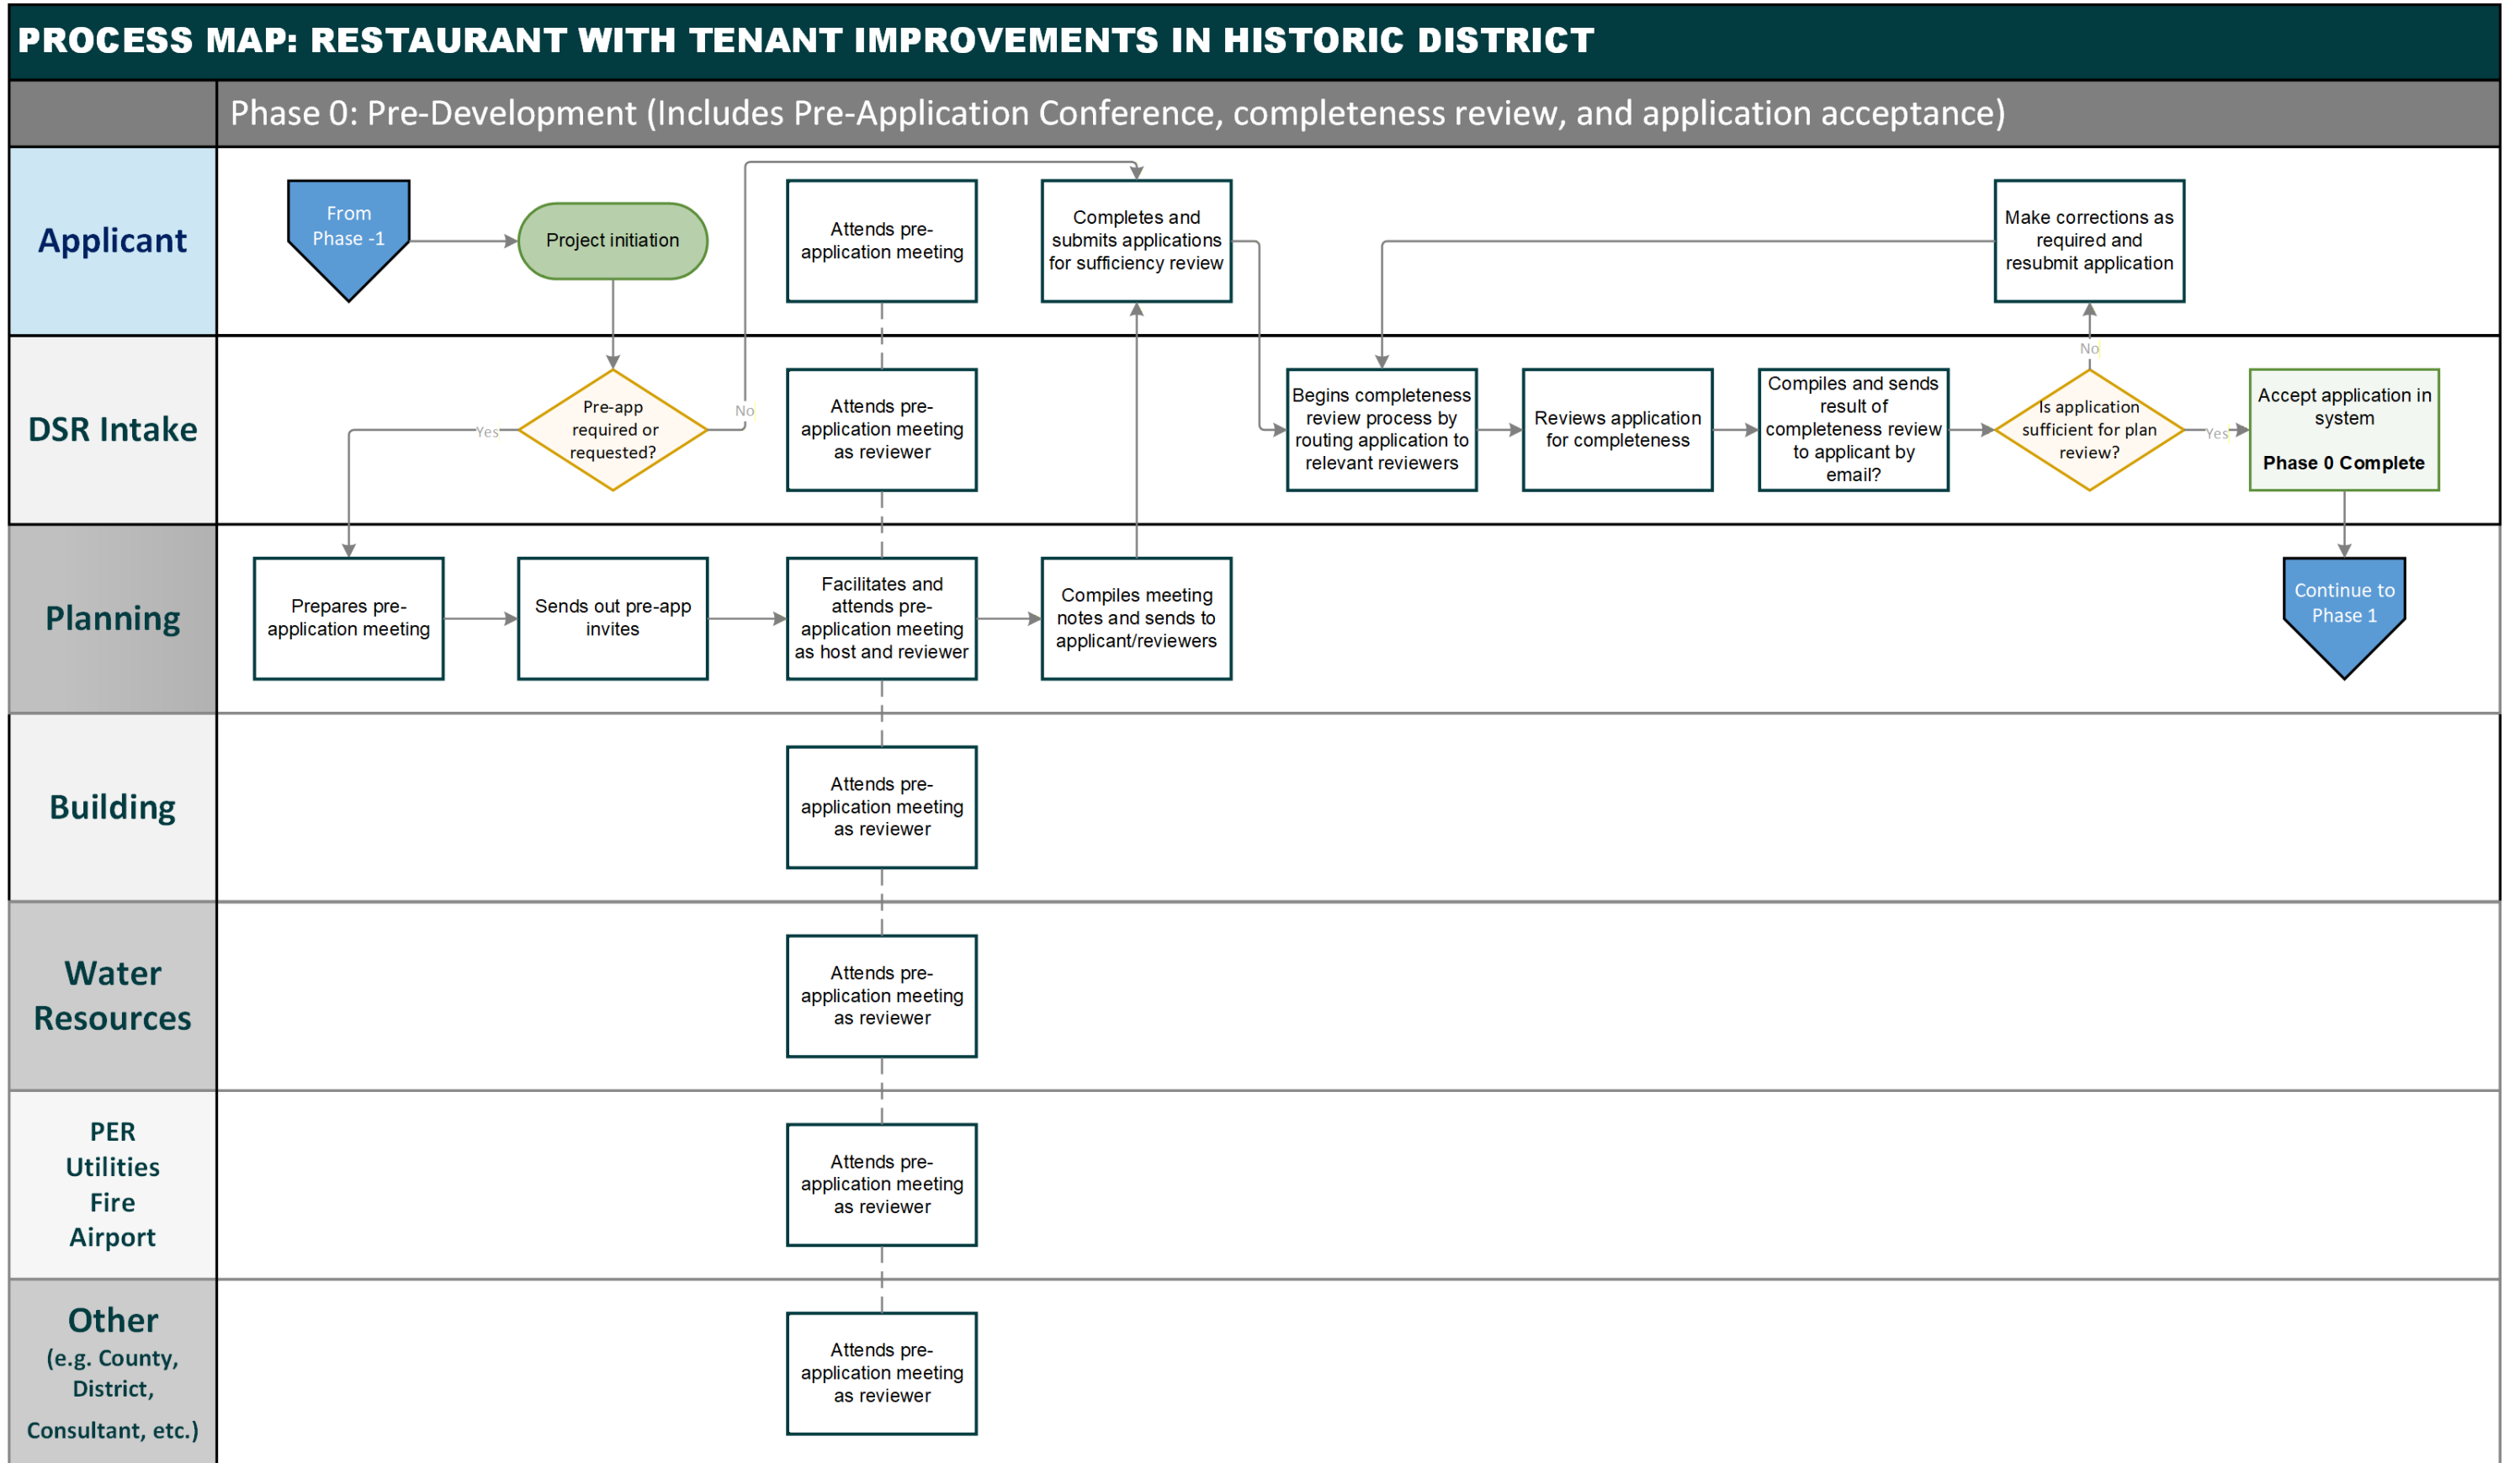 PROCESS MAP: RESTAURANT WITH TENANT IMPROVEMENTS IN HISTORIC DISTRICT
Phase 0: Pre-Development (Includes Pre-Application Conference, completeness review, and application acceptance)
Applicant
From
Phase -1
Project initiation
Attends pre-
application meeting
Completes and
submits applications
for sufficiency review
Make corrections as
required and
resubmit application
DSR Intake
Yes
Pre-app
required or
requested?
No
Attends pre-
application meeting
as reviewer
Begins completeness
review process by
routing application to
relevant reviewers
Reviews application
for completeness
Compiles and sends
result of
completeness review
to applicant by
email?
No
Is application
sufficient for plan
review?
Yes
Accept application in
system
Phase 0 Complete
Planning
Prepares pre-
application meeting
Sends out pre-app
invites
Facilitates and
attends pre-
application meeting
as host and reviewer
Compiles meeting
notes and sends to
applicant/reviewers
Continue to
Phase 1
Building
Attends pre-
application meeting
as reviewer
Water
Resources
Attends pre-
application meeting
as reviewer
PER
Utilities
Fire
Airport
Attends pre-
application meeting
as reviewer
Other
(e.g. County,
District,
Consultant, etc.)
Attends pre-
application meeting
as reviewer